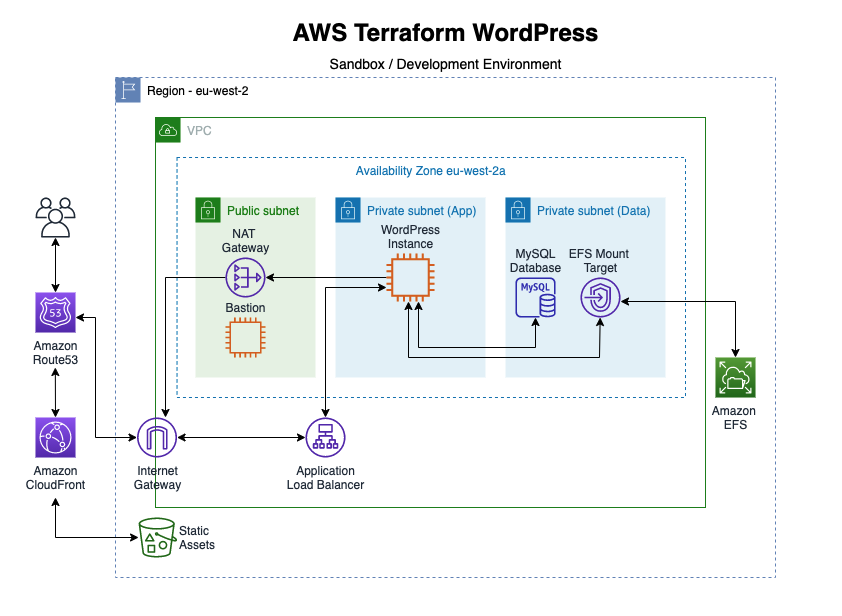 AWS Terraform WordPress
Sandbox / Development Environment
Region - eu-west-2
VPC
Availability Zone eu-west-2a
Public subnet
Private subnet (App)
Private subnet (Data)
NAT
Gateway
WordPress
Instance
MySQL
Database
EFS Mount
Target
MySQL
Bastion
53
Amazon
Route53
Amazon
EFS
Amazon
CloudFront
Internet
Gateway
Application
Load Balancer
Static
Assets